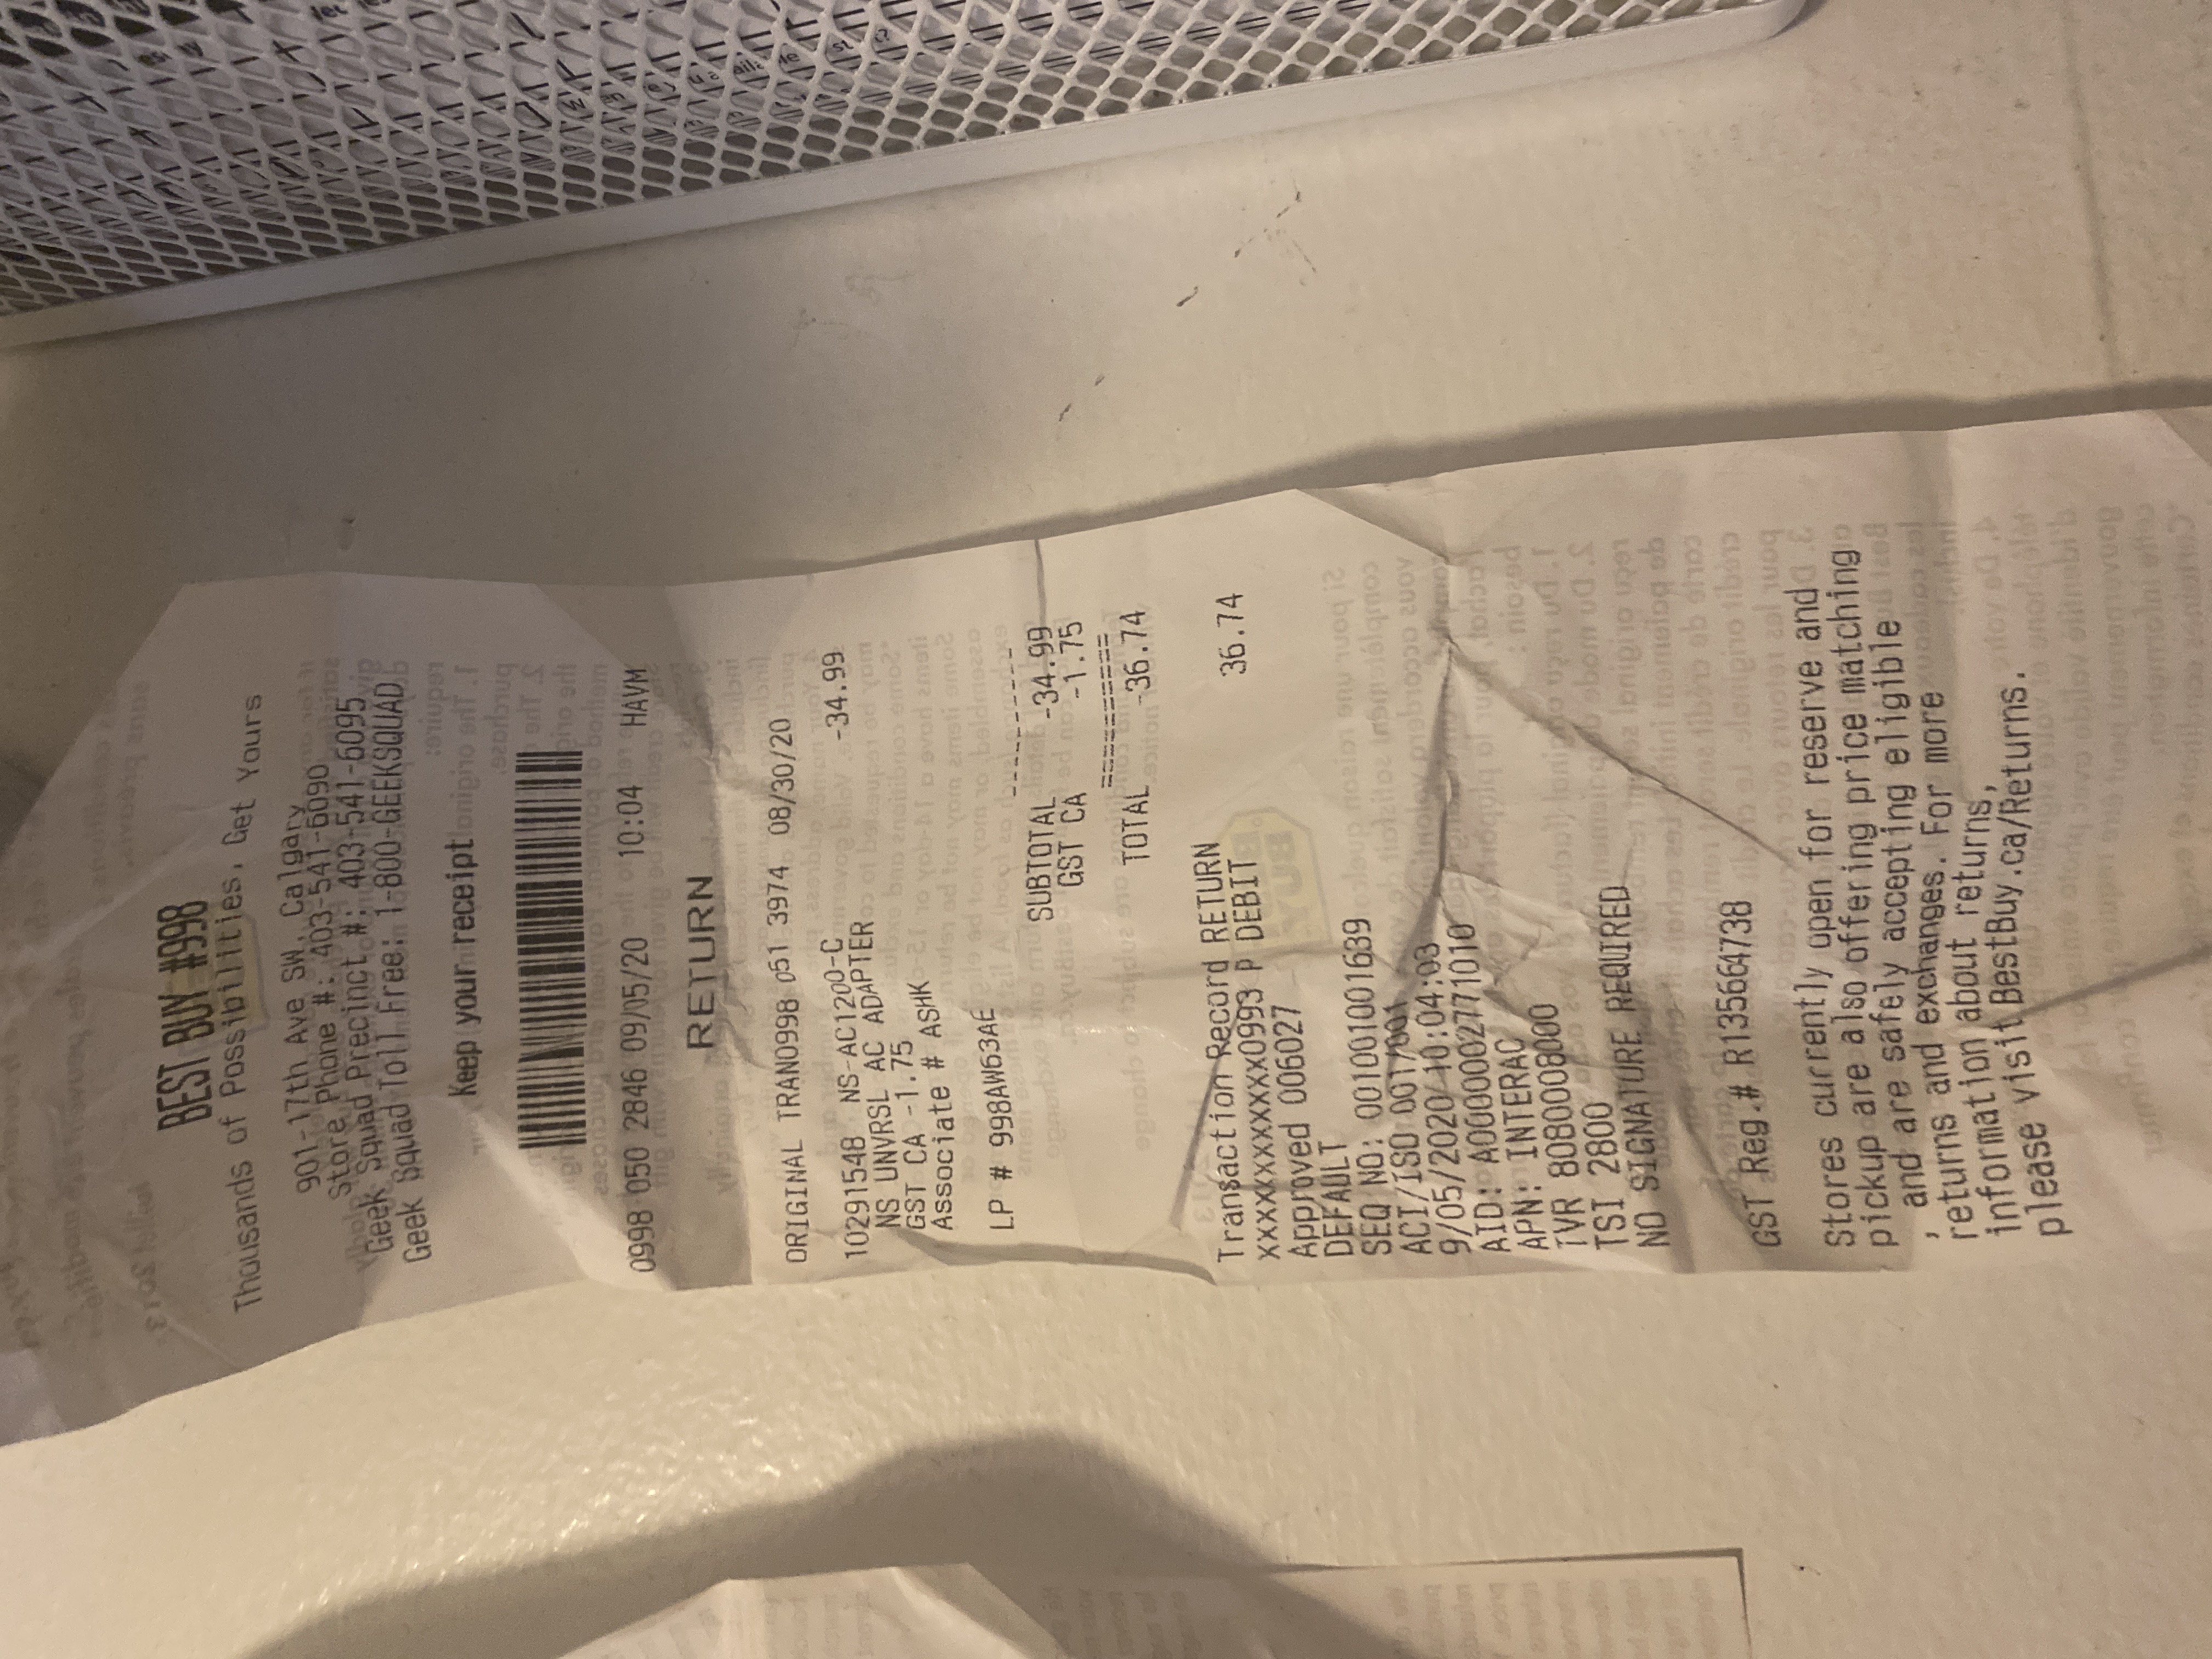 BEST BUY #998
Thousands of Possibilities, Get Yours
901-17th Ave SW, Calgary
Store Phone #: 403-541-6090
Geek Squad Precinct #: 403-541-6095
Geek Squad Toll Free: 1-800-GEEKSQUAD
Keep your receipt
0998 050 2846 09/05/20 10:04 HAVM
RETURN
ORIGINAL TRAN0998 051 3974 08/30/20
10291548 NS-AC1200-C -34.99
NS UNVRSL AC ADAPTER
GST CA -1.75
Associate # ASHK
LP # 998AW63AE
----------
SUBTOTAL -34.99
GST CA -1.75
==========
TOTAL -36.74
Transaction Record RETURN
xxxxxxxxxxxx0993 P DEBIT 36.74
Approved 006027
DEFAULT
SEQ NO: 001001001639
ACI/ISO 001/001
9/05/2020 10:04:03
AID: A0000002771010
APN: INTERAC
TVR 8080008000
TSI 2800
NO SIGNATURE REQUIRED
GST Reg.# R135664738
Stores currently open for reserve and
pickup are also offering price matching
, and are safely accepting eligible
returns and exchanges. For more
information about returns,
please visit BestBuy.ca/Returns.